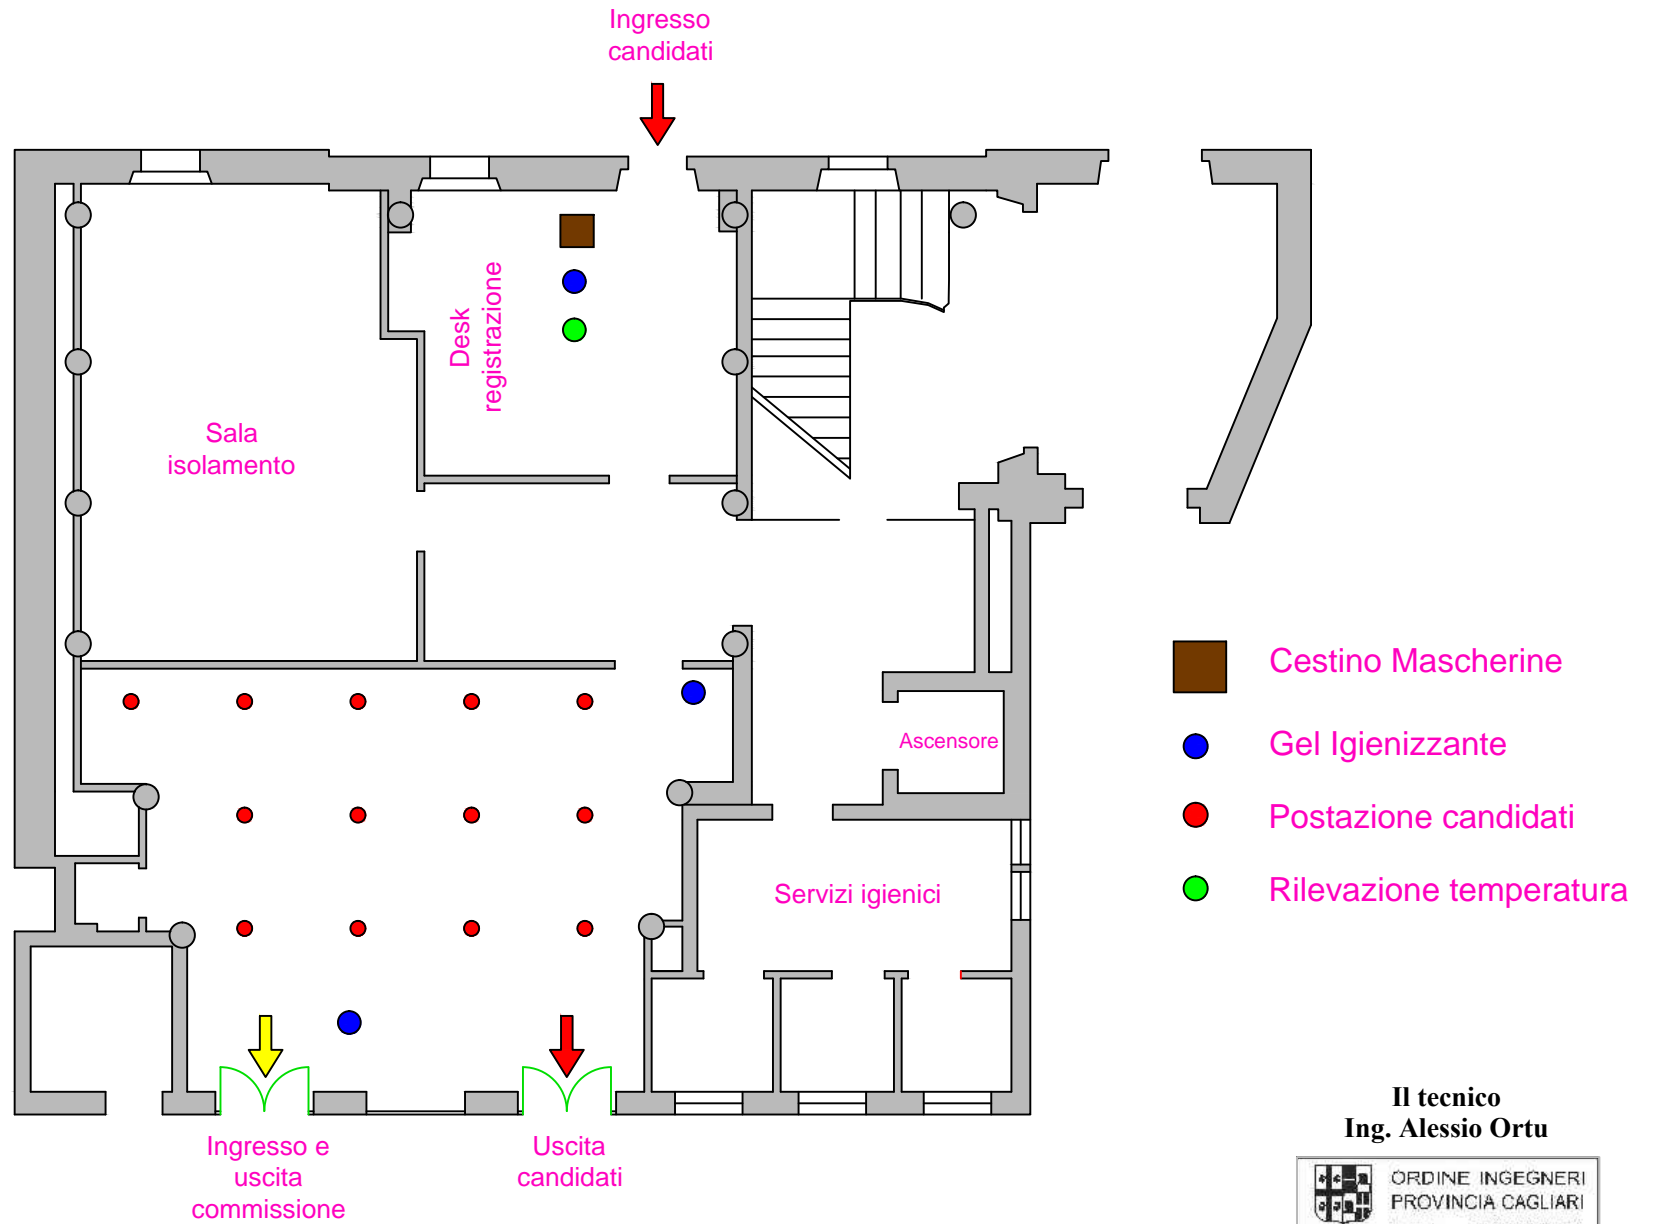 Ingresso
candidati
Desk
registrazione
Sala
isolamento
Cestino Mascherine
Ascensore
Gel Igienizzante
Postazione candidati
Servizi igienici
Rilevazione temperatura
Il tecnico
Ing. Alessio Ortu
Ingresso e
uscita
commissione
Uscita
candidati
ORDINE INGEGNERI
PROVINCIA CAGLIARI